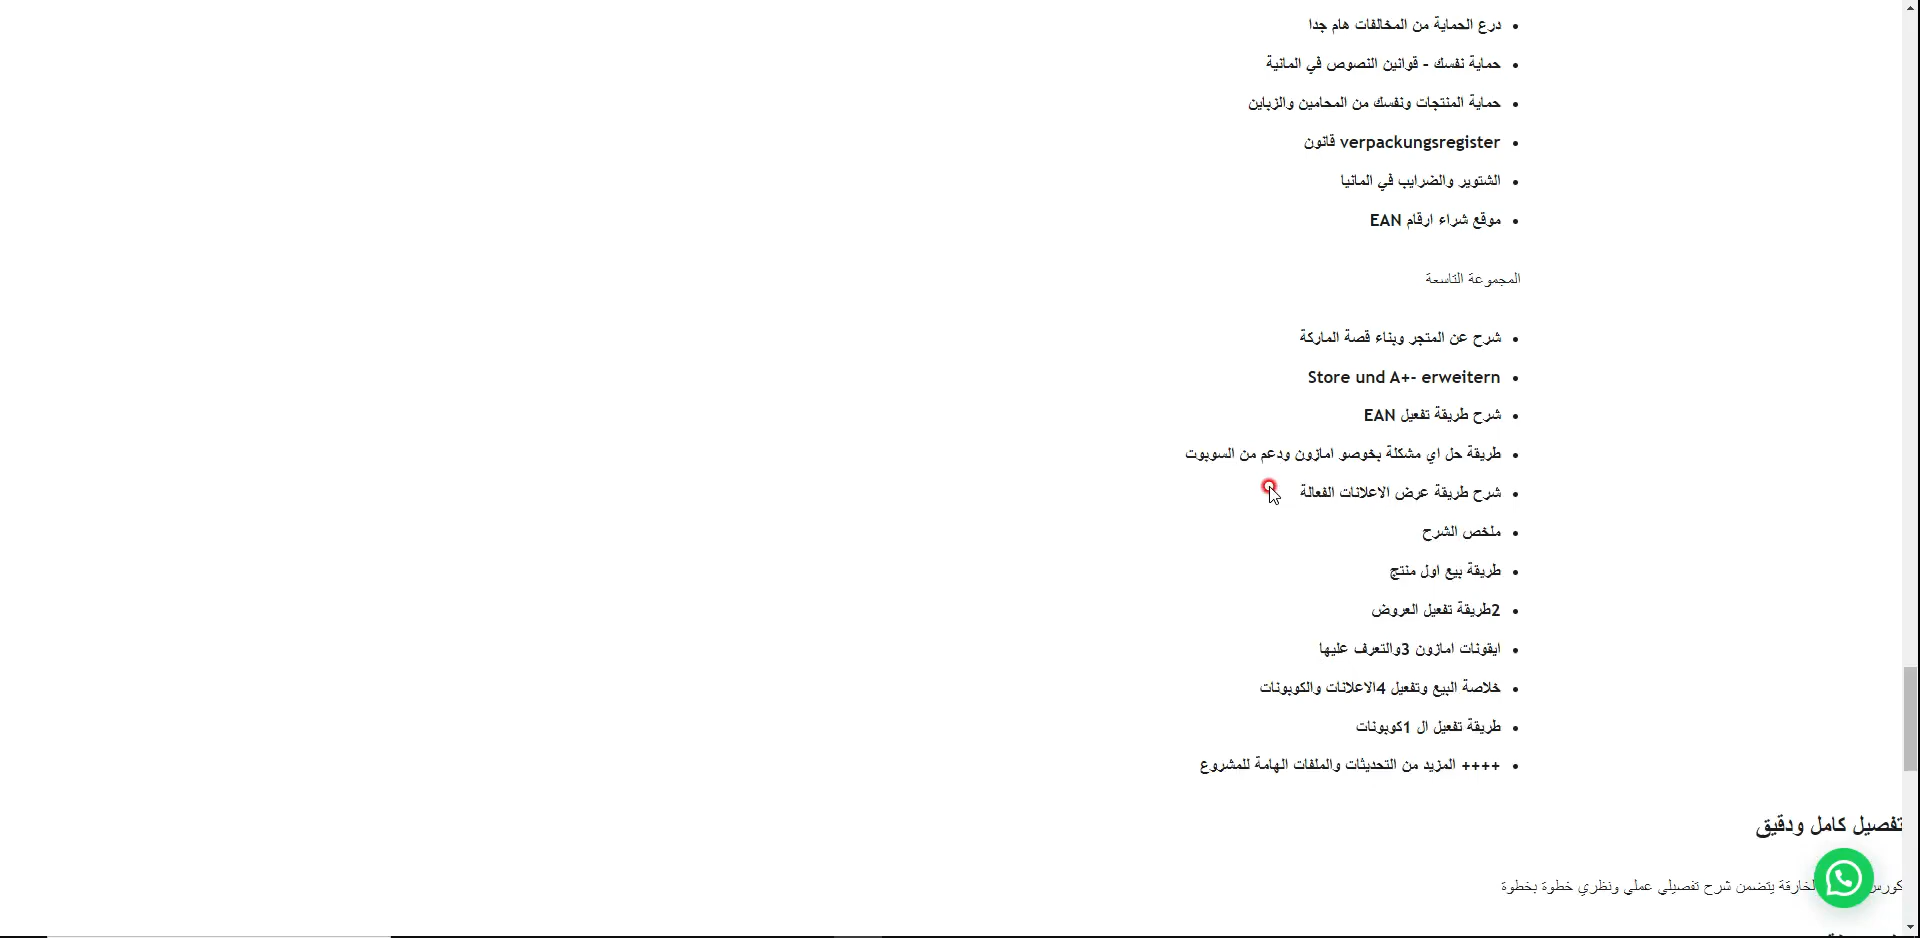 درع الحماية من المخالفات هام جدا
حماية نفسك - قوانين النصوص في المانية
حماية المنتجات ونفسك من المحامين والزباين
verpackungsregister قانون
الشتوير والضرايب في المانيا
موقع شراء ارقام EAN
المجموعة التاسعة
شرح عن المتجر وبناء قصة الماركة
Store und A+- erweitern
شرح طريقة تفعيل EAN
طريقة حل اي مشكلة بخوصو امازون ودعم من السوبوت
شرح طريقة عرض الاعلانات الفعالة
ملخص الشرح
طريقة بيع اول منتج
2طريقة تفعيل العروض
ايقونات امازون 3والتعرف عليها
خلاصة البيع وتفعيل 4الاعلانات والكوبونات
طريقة تفعيل ال 1كوبونات
++++ المزيد من التحديثات والملفات الهامة للمشروع
تفصيل كامل ودقيق
كورس الخارقة يتضمن شرح تفصيلي عملي ونظري خطوة بخطوة